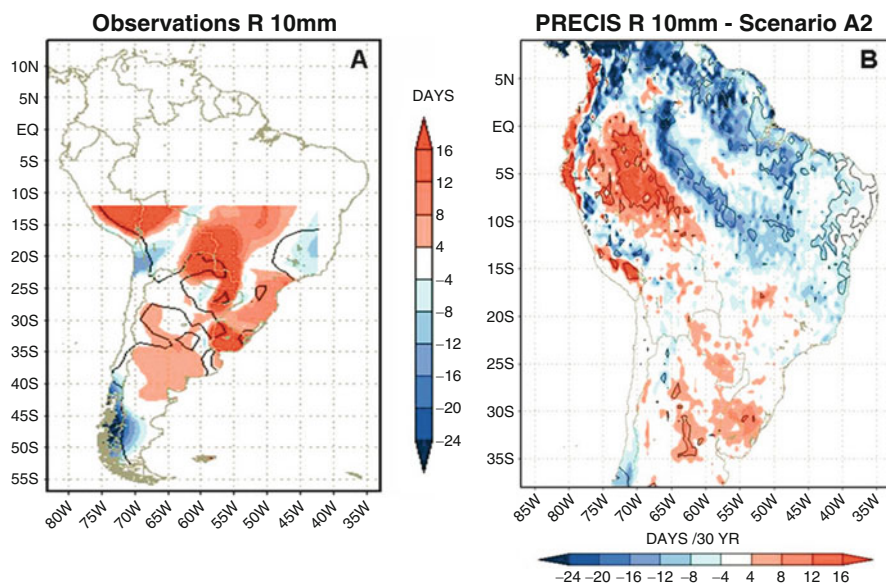 Observations R 10mm
A
10N
5N
EQ
5S
10S
15S
20S
25S
30S
35S
40S
45S
50S
55S
80W 75W 70W 65W 60W 55W 50W 45W 40W 35W
DAYS
16
12
8
4
−4
−8
−12
−16
−20
−24
PRECIS R 10mm - Scenario A2
B
5N
EQ
5S
10S
15S
20S
25S
30S
35S
85W 80W 75W 70W 65W 60W 55W 50W 45W 40W 35W
DAYS /30 YR
−24 −20 −16 −12 −8 −4 4 8 12 16